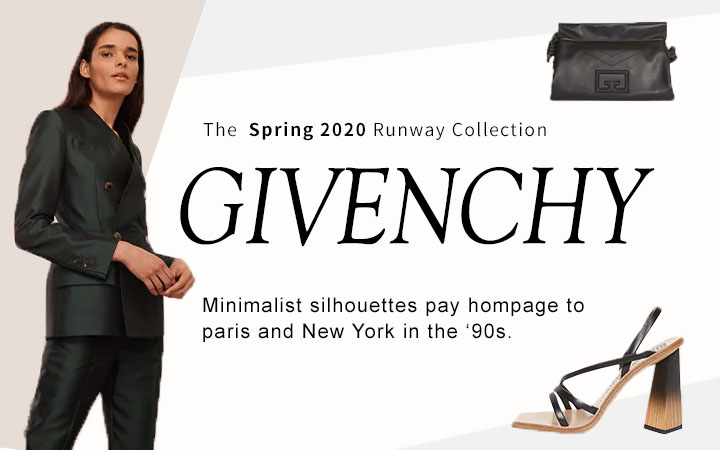 The Spring 2020 Runway Collection
GIVENCHY
Minimalist silhouettes pay hompage to
paris and New York in the ‘90s.